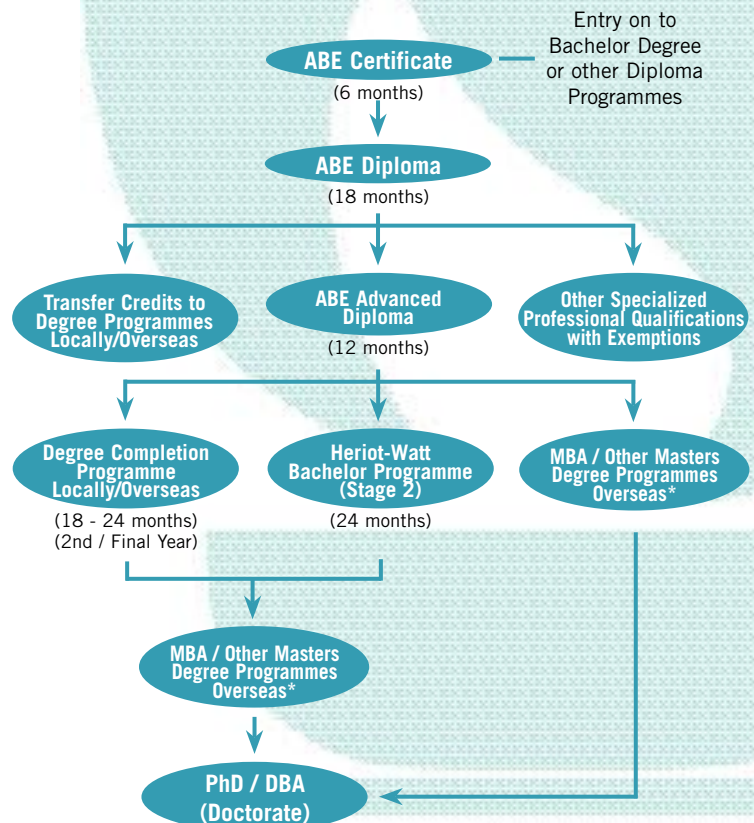 Entry on to
Bachelor Degree
or other Diploma
Programmes
ABE Certificate
(6 months)
ABE Diploma
(18 months)
Transfer Credits to
Degree Programmes
Locally/Overseas
ABE Advanced
Diploma
(12 months)
Other Specialized
Professional Qualifications
with Exemptions
Degree Completion
Programme
Locally/Overseas
(18 - 24 months)
(2nd / Final Year)
Heriot-Watt
Bachelor Programme
(Stage 2)
(24 months)
MBA / Other Masters
Degree Programmes
Overseas*
MBA / Other Masters
Degree Programmes
Overseas*
PhD / DBA
(Doctorate)